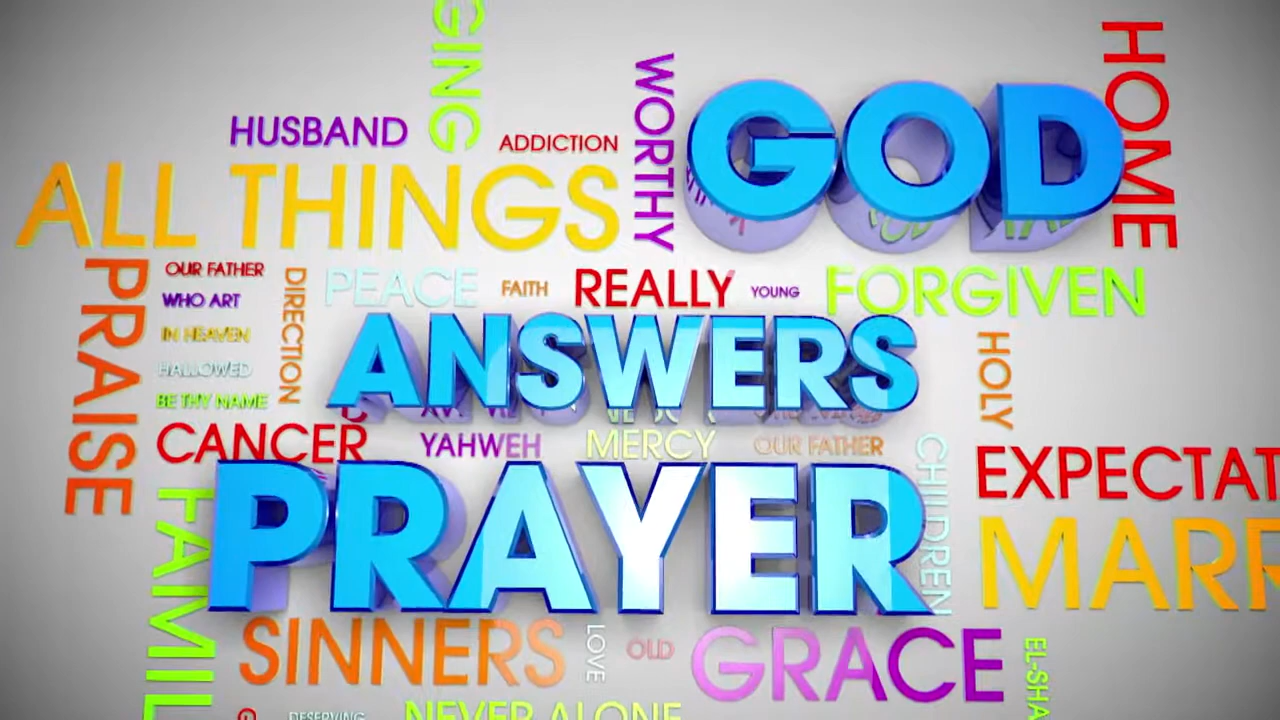 GING
HOME
WORTHY
GOD
HUSBAND
ADDICTION
ALL THINGS
PRAISE
OUR FATHER
WHO ART
IN HEAVEN
HALLOWED
BE THY NAME
DIRECTION
PEACE
FAITH
REALLY
YOUNG
FORGIVEN
ANSWERS
HOLY
CANCER
YAHWEH
MERCY
OUR FATHER
CHILDREN
EXPECTAT
PRAYER
MARR
FAMIL
SINNERS
LOVE
OLD
GRACE
EL-SHA
DESERVING
NEVER ALONE